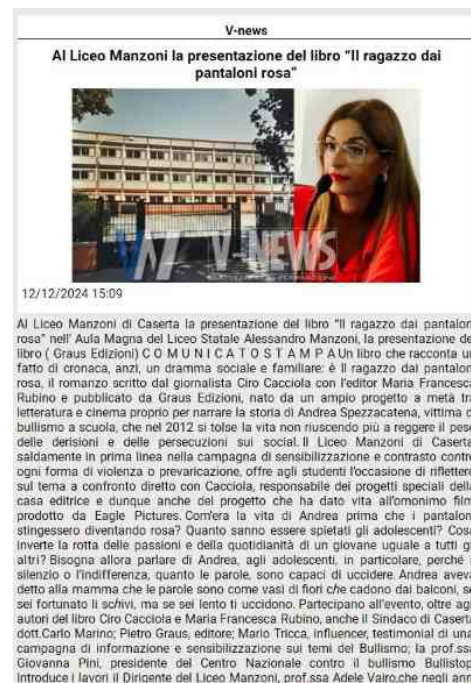 V-news
Al Liceo Manzoni la presentazione del libro "Il ragazzo dai
pantaloni rosa"
V-NEWS
12/12/2024 15:09
Al Liceo Manzoni di Caserta la presentazione del libro "Il ragazzo dai pantalon
rosa" nell' Aula Magna del Liceo Statale Alessandro Manzoni, la presentazione de
libro ( Graus Edizioni) C O M U N I C A T O S T A M P A Un libro che racconta un
fatto di cronaca, anzi, un dramma sociale e familiare: è Il ragazzo dai pantalon
rosa, il romanzo scritto dal giornalista Ciro Cacciola con l'editor Maria Francesca
Rubino e pubblicato da Graus Edizioni, nato da un ampio progetto a metà tra
letteratura e cinema proprio per narrare la storia di Andrea Spezzacatena, vittima d
bullismo a scuola, che nel 2012 si tolse la vita non riuscendo più a reggere il peso
delle derisioni e delle persecuzioni sui social. Il Liceo Manzoni di Caserta
saldamente in prima linea nella campagna di sensibilizzazione e contrasto contro
ogni forma di violenza o prevaricazione, offre agli studenti l'occasione di riflettere
sul tema a confronto diretto con Cacciola, responsabile dei progetti speciali della
casa editrice e dunque anche del progetto che ha dato vita all'omonimo film
prodotto da Eagle Pictures. Com'era la vita di Andrea prima che i pantalon
stingessero diventando rosa? Quanto sanno essere spietati gli adolescenti? Cosa
inverte la rotta delle passioni e della quotidianità di un giovane uguale a tutti gl
altri? Bisogna allora parlare di Andrea, agli adolescenti, in particolare, perché i
silenzio o l'indifferenza, quanto le parole, sono capaci di uccidere. Andrea aveva
detto alla mamma che le parole sono come vasi di fiori che cadono dai balconi, se
sei fortunato li schivi, ma se sei lento ti uccidono. Partecipano all'evento, oltre agl
autori del libro Ciro Cacciola e Maria Francesca Rubino, anche il Sindaco di Caserta
dott.Carlo Marino; Pietro Graus, editore; Mario Tricca, influencer, testimonial di una
campagna di informazione e sensibilizzazione sui temi del Bullismo; la prof.ssa
Giovanna Pini, presidente del Centro Nazionale contro il bullismo Bullistop
Introduce i lavori il Dirigente del Liceo Manzoni, prof.ssa Adele Vairo,che negli ann